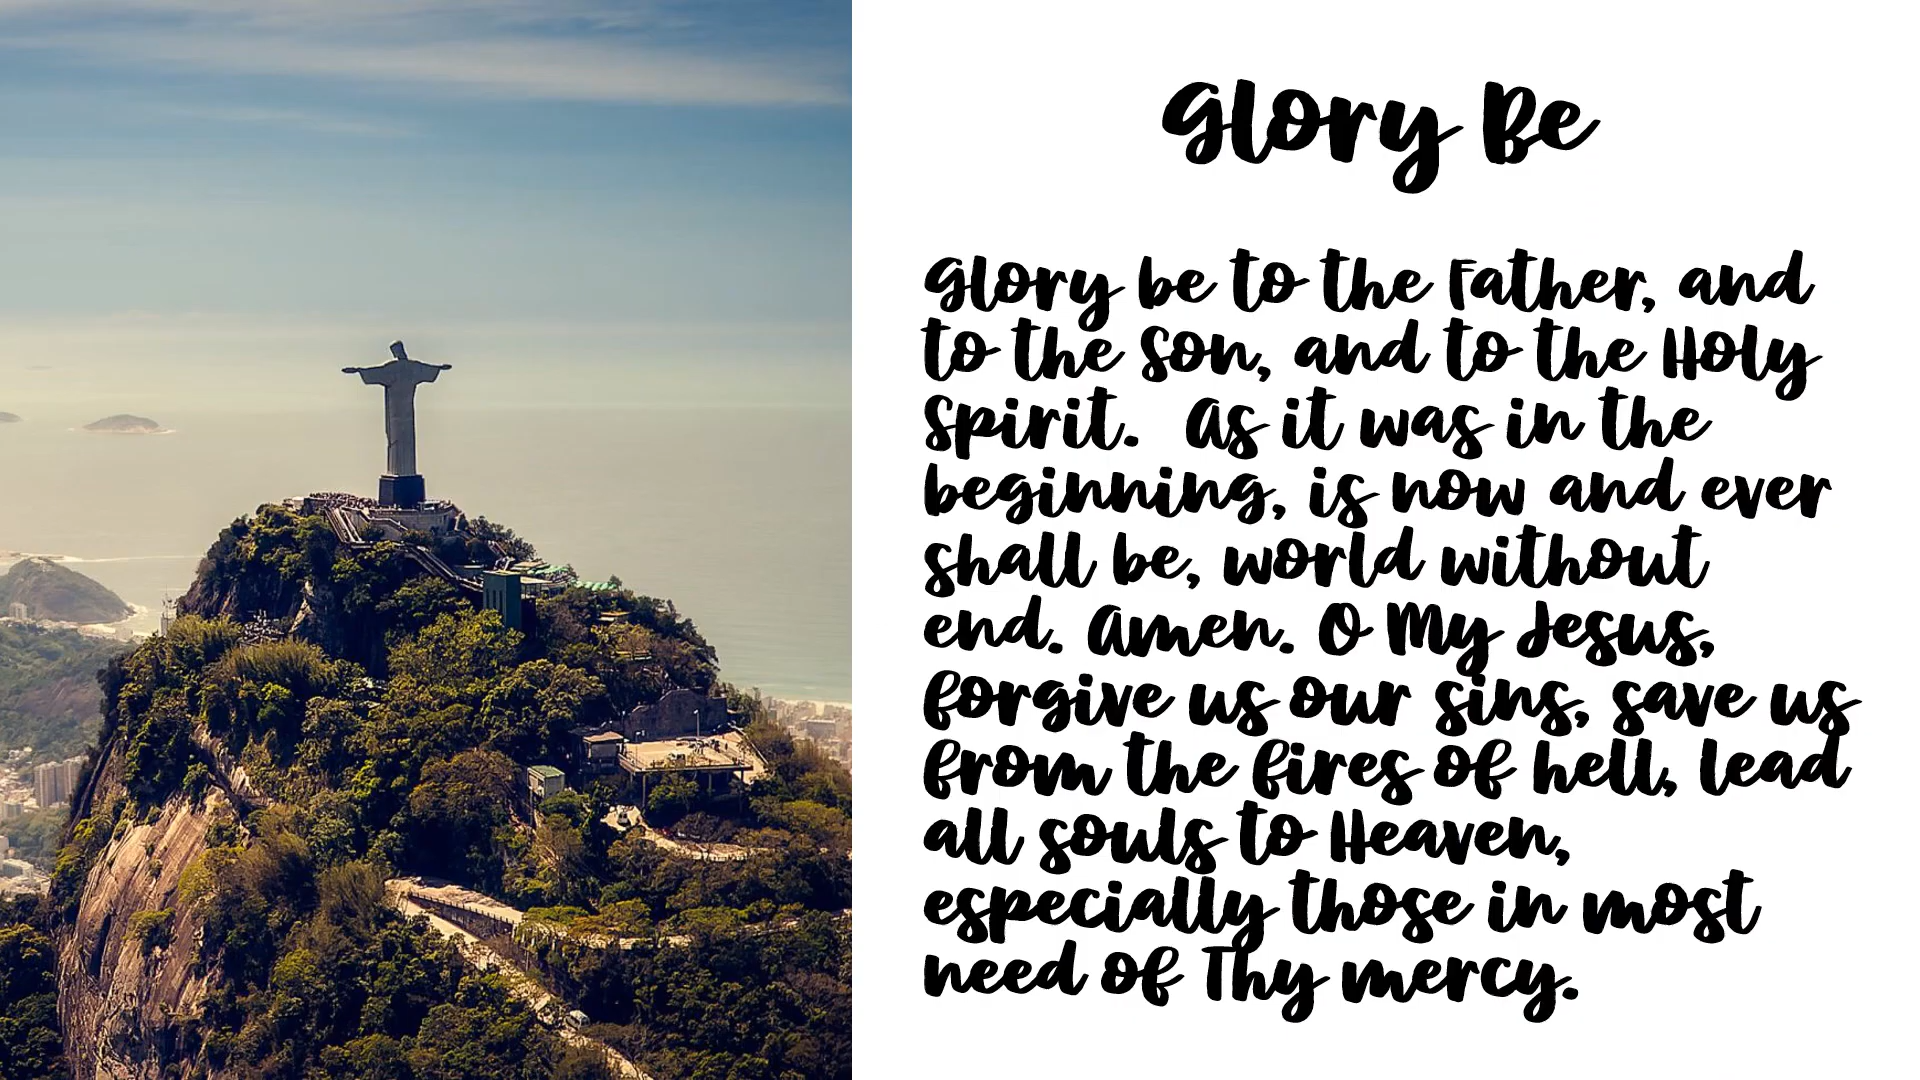 Glory Be
Glory be to the Father, and
to the Son, and to the Holy
Spirit. As it was in the
beginning, is now and ever
shall be, world without
end. Amen. O My Jesus,
forgive us our sins, save us
from the fires of hell, lead
all souls to Heaven,
especially those in most
need of Thy mercy.